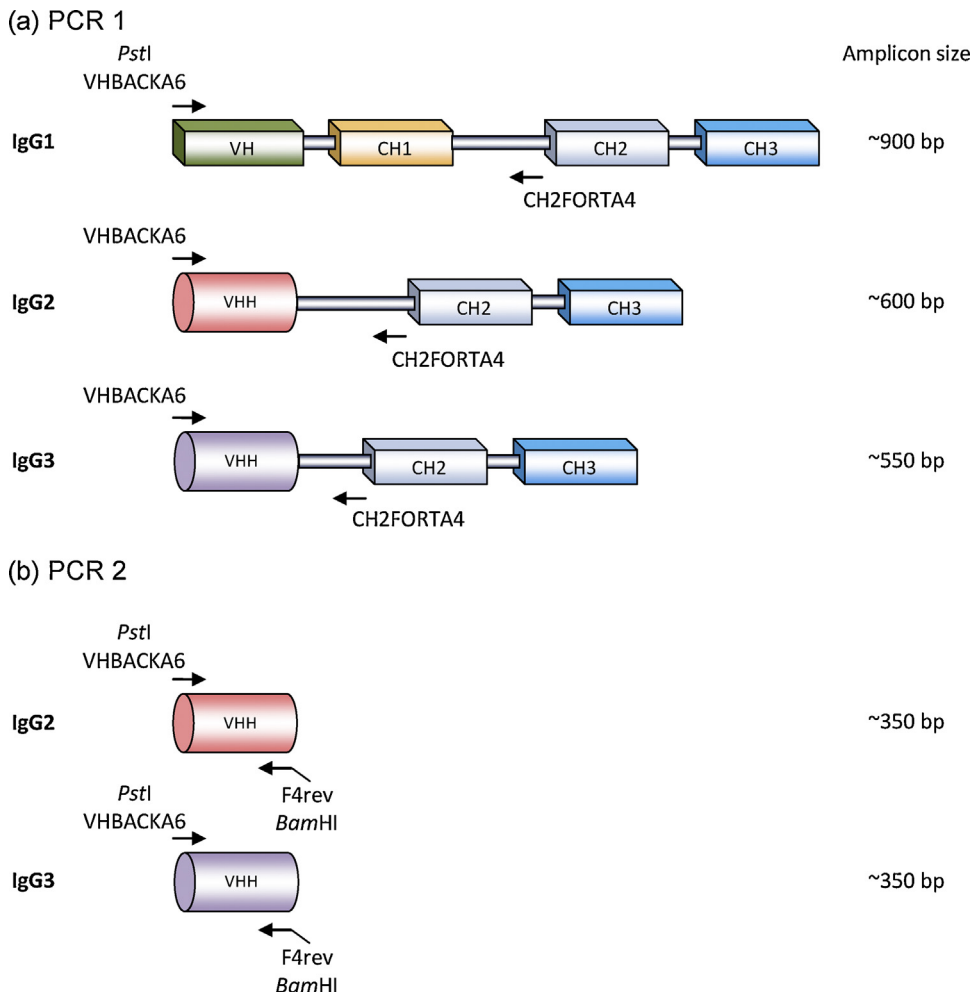 (a) PCR 1
PstI
Amplicon size
VHBACKA6
IgG1
VH
CH1
CH2
CH3
~900 bp
CH2FORTA4
VHBACKA6
IgG2
VHH
CH2
CH3
~600 bp
CH2FORTA4
VHBACKA6
IgG3
VHH
CH2
CH3
~550 bp
CH2FORTA4
(b) PCR 2
PstI
VHBACKA6
IgG2
VHH
~350 bp
F4rev
BamHI
PstI
VHBACKA6
IgG3
VHH
~350 bp
F4rev
BamHI